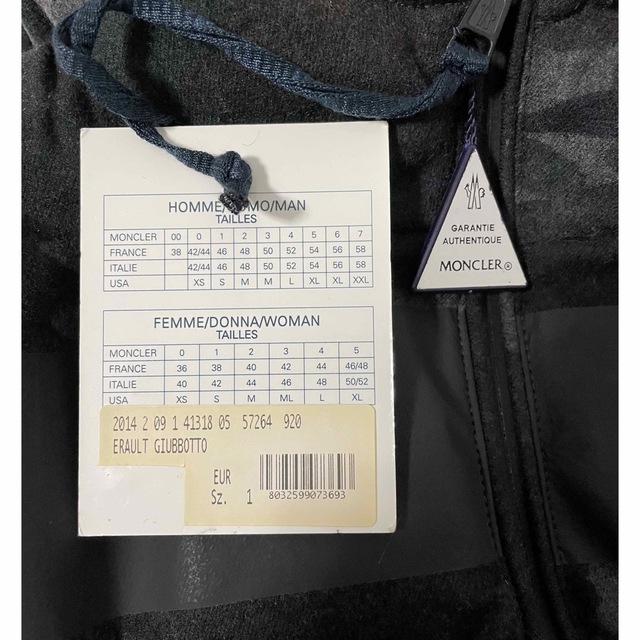 HOMME/UOMO/MAN
TAILLES
MONCLER 00 0 1 2 3 4 5 6 7
FRANCE 38 42/44 46 48 50 52 54 56 58
ITALIE 42/44 46 48 50 52 54 56 58
USA XS S M M L XL XL XXL
FEMME/DONNA/WOMAN
TAILLES
MONCLER 0 1 2 3 4 5
FRANCE 36 38 40 42 44 46/48
ITALIE 40 42 44 46 48 50/52
USA XS S M ML L XL
2014 2 09 1 41318 05 57264 920
ERAULT GIUBBOTTO
EUR
Sz. 1
8032599073693
GARANTIE
AUTHENTIQUE
MONCLER®